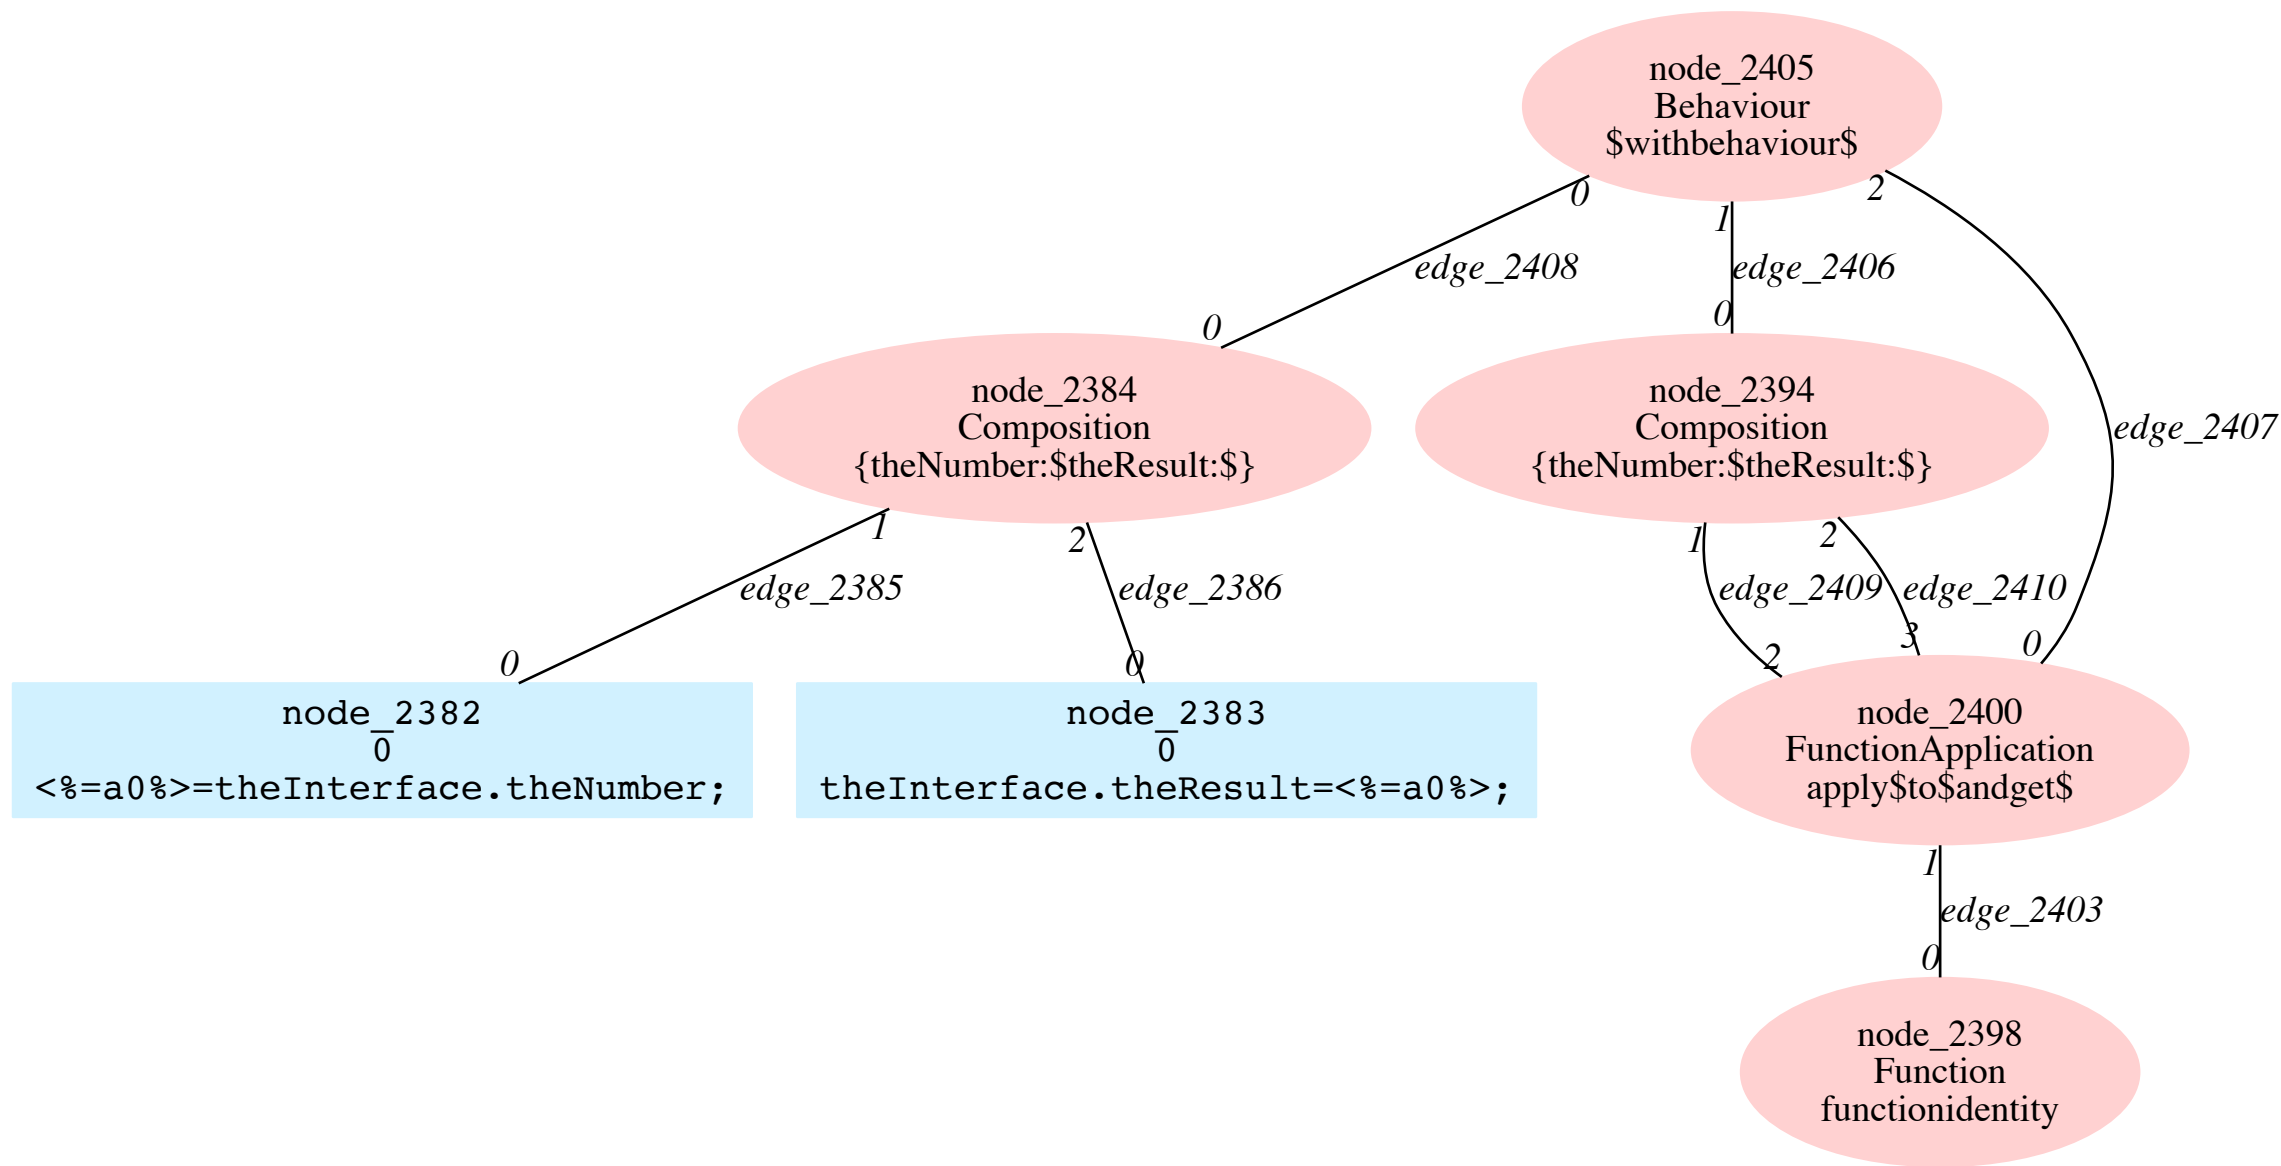 node_2405
Behaviour
$withbehaviour$
0
1
2
edge_2408
edge_2406
0
0
node_2384
Composition
{theNumber:$theResult:$}
node_2394
Composition
{theNumber:$theResult:$}
edge_2407
1
2
1
2
edge_2385
edge_2386
edge_2409
edge_2410
0
0
2
3
0
node_2382
0
<%=a0%>=theInterface.theNumber;
node_2383
0
theInterface.theResult=<%=a0%>;
node_2400
FunctionApplication
apply$to$andget$
1
edge_2403
0
node_2398
Function
functionidentity